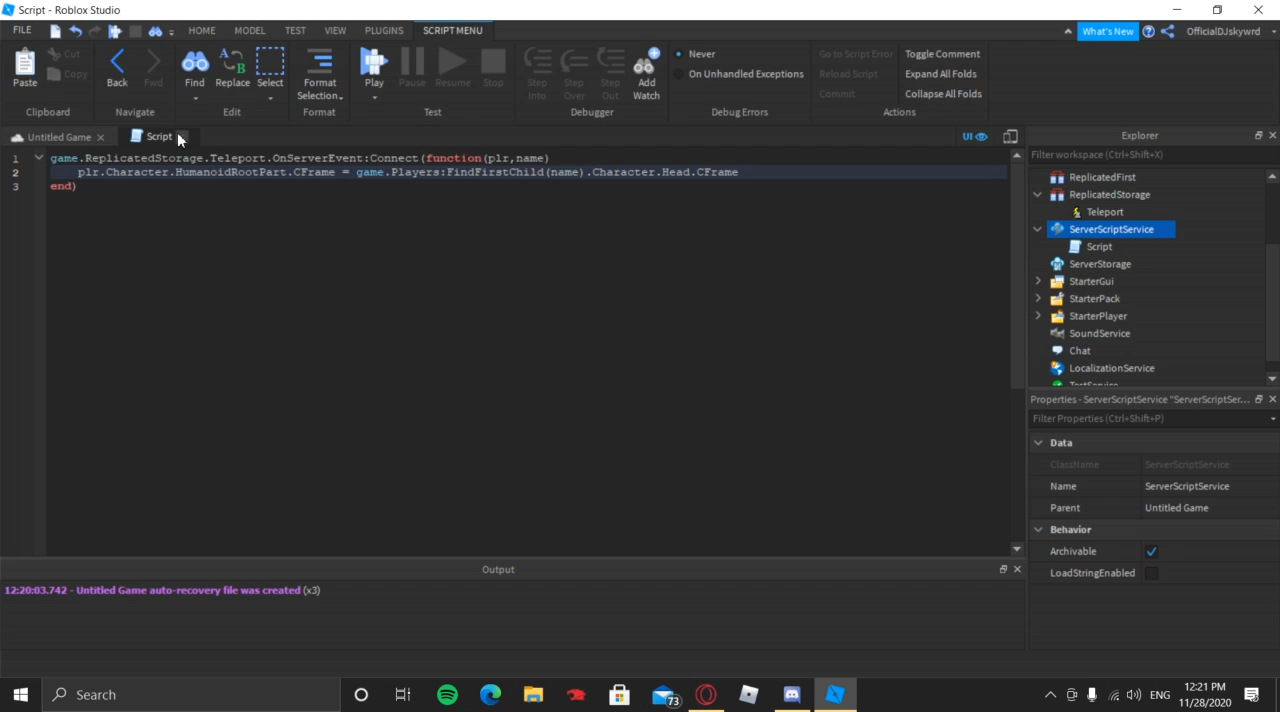 Script - Roblox Studio
FILE HOME MODEL TEST VIEW PLUGINS SCRIPT MENU What's New OfficialDJskywrd
Paste Cut Copy Back Fwd Find Replace Select Format Selection Play Pause Resume Stop Step Into Step Over Step Out Add Watch Never On Unhandled Exceptions Go to Script Error Reload Script Commit Toggle Comment Expand All Folds Collapse All Folds
Clipboard Navigate Edit Format Test Debugger Debug Errors Actions
Untitled Game Script UI
1 game.ReplicatedStorage.Teleport.OnServerEvent:Connect(function(plr,name)
2 plr.Character.HumanoidRootPart.CFrame = game.Players:FindFirstChild(name).Character.Head.CFrame
3 end)
Explorer
Filter workspace (Ctrl+Shift+X)
ReplicatedFirst
ReplicatedStorage
Teleport
ServerScriptService
Script
ServerStorage
StarterGui
StarterPack
StarterPlayer
SoundService
Chat
LocalizationService
TestService
Properties - ServerScriptService "ServerScriptSer...
Filter Properties (Ctrl+Shift+P)
Data
ClassName ServerScriptService
Name ServerScriptService
Parent Untitled Game
Behavior
Archivable
LoadStringEnabled
Output
12:20:03.742 - Untitled Game auto-recovery file was created (x3)
Search 73 ENG 12:21 PM
11/28/2020